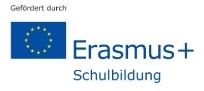 Gefördert durch
Erasmus+
Schulbildung